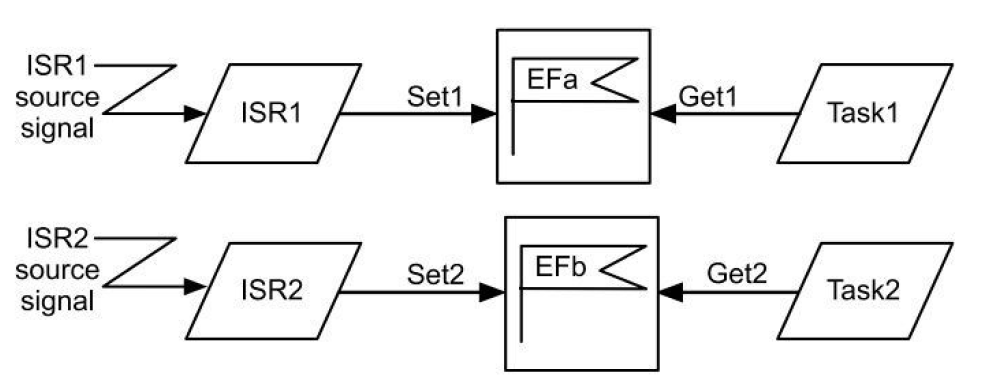 ISR1
source
signal
ISR1
Set1
EFa
Get1
Task1
ISR2
source
signal
ISR2
Set2
EFb
Get2
Task2